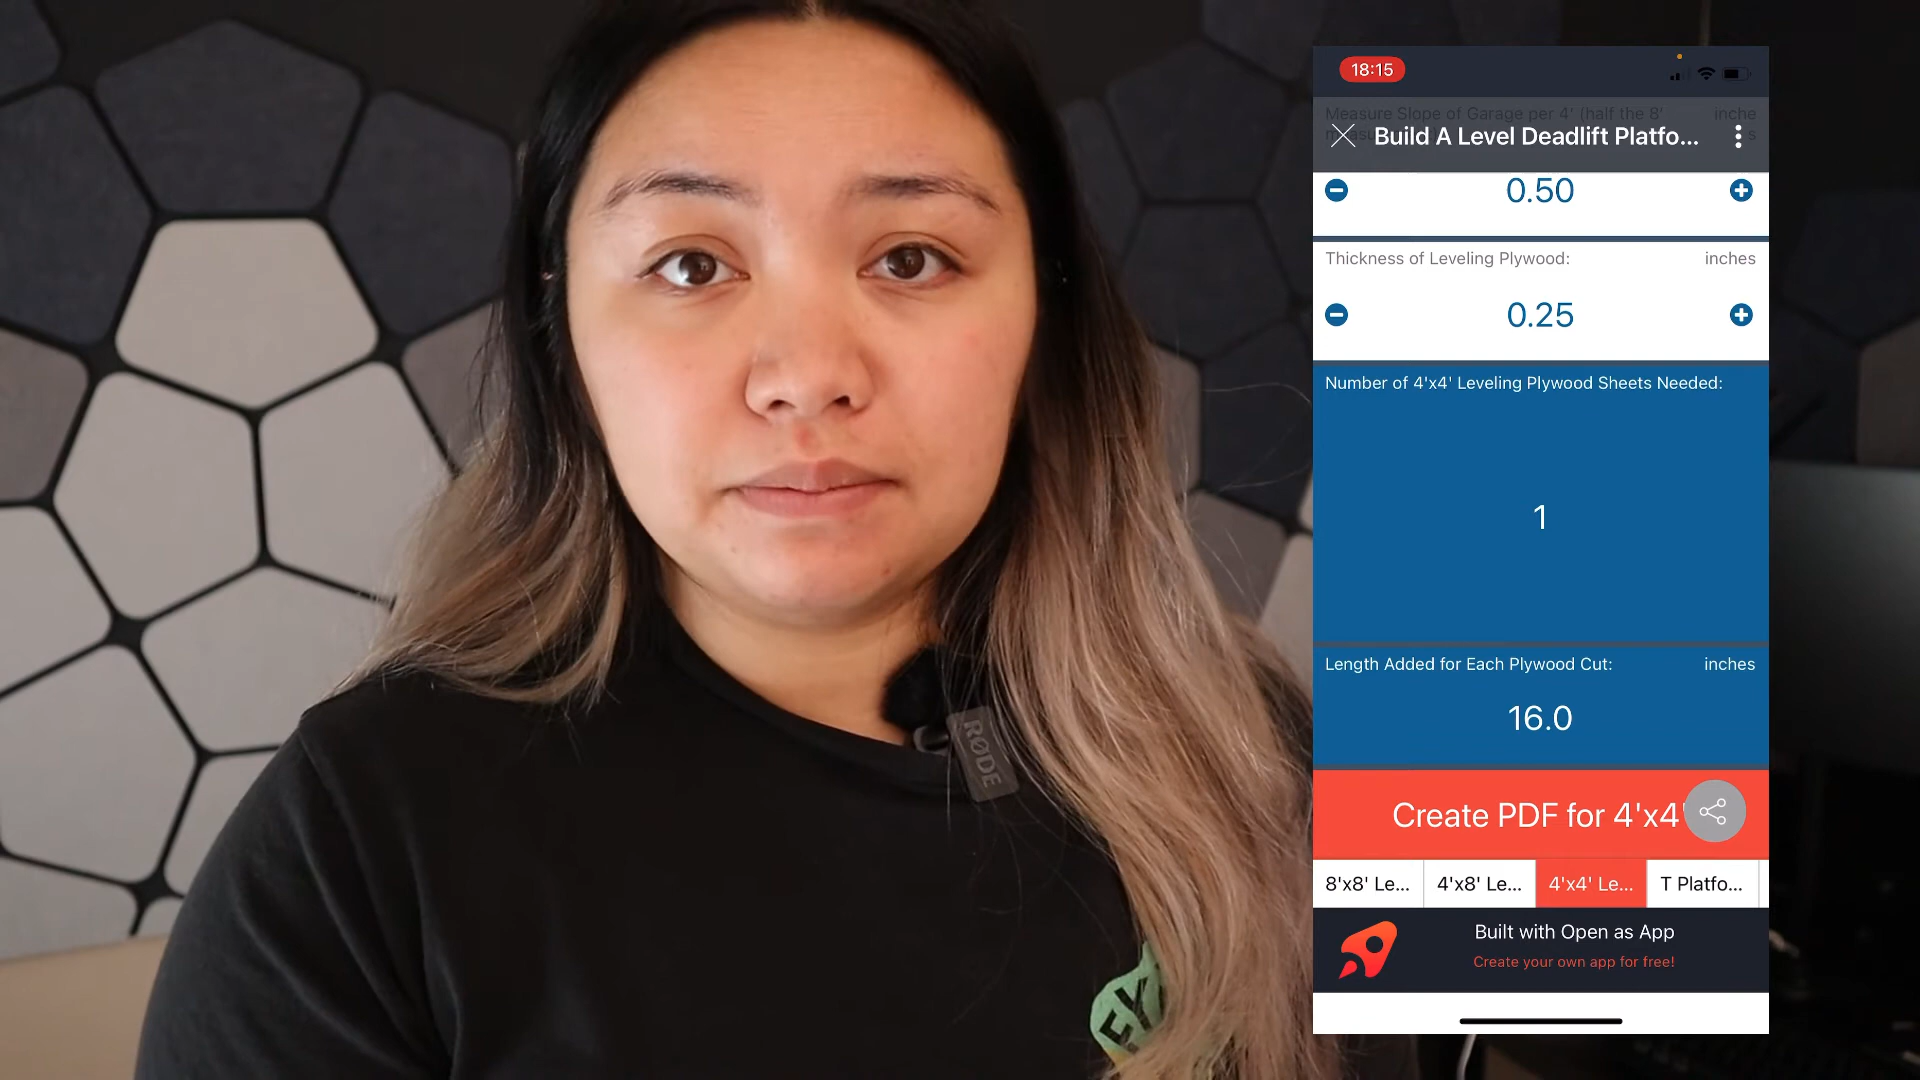 18:15
Measure Slope of Garage per 4' (half the 8' inche
Build A Level Deadlift Platfo...
0.50
Thickness of Leveling Plywood: inches
0.25
Number of 4'x4' Leveling Plywood Sheets Needed:
1
Length Added for Each Plywood Cut: inches
16.0
Create PDF for 4'x4'
8'x8' Le... 4'x8' Le... 4'x4' Le... T Platfo...
Built with Open as App
Create your own app for free!
RØDE